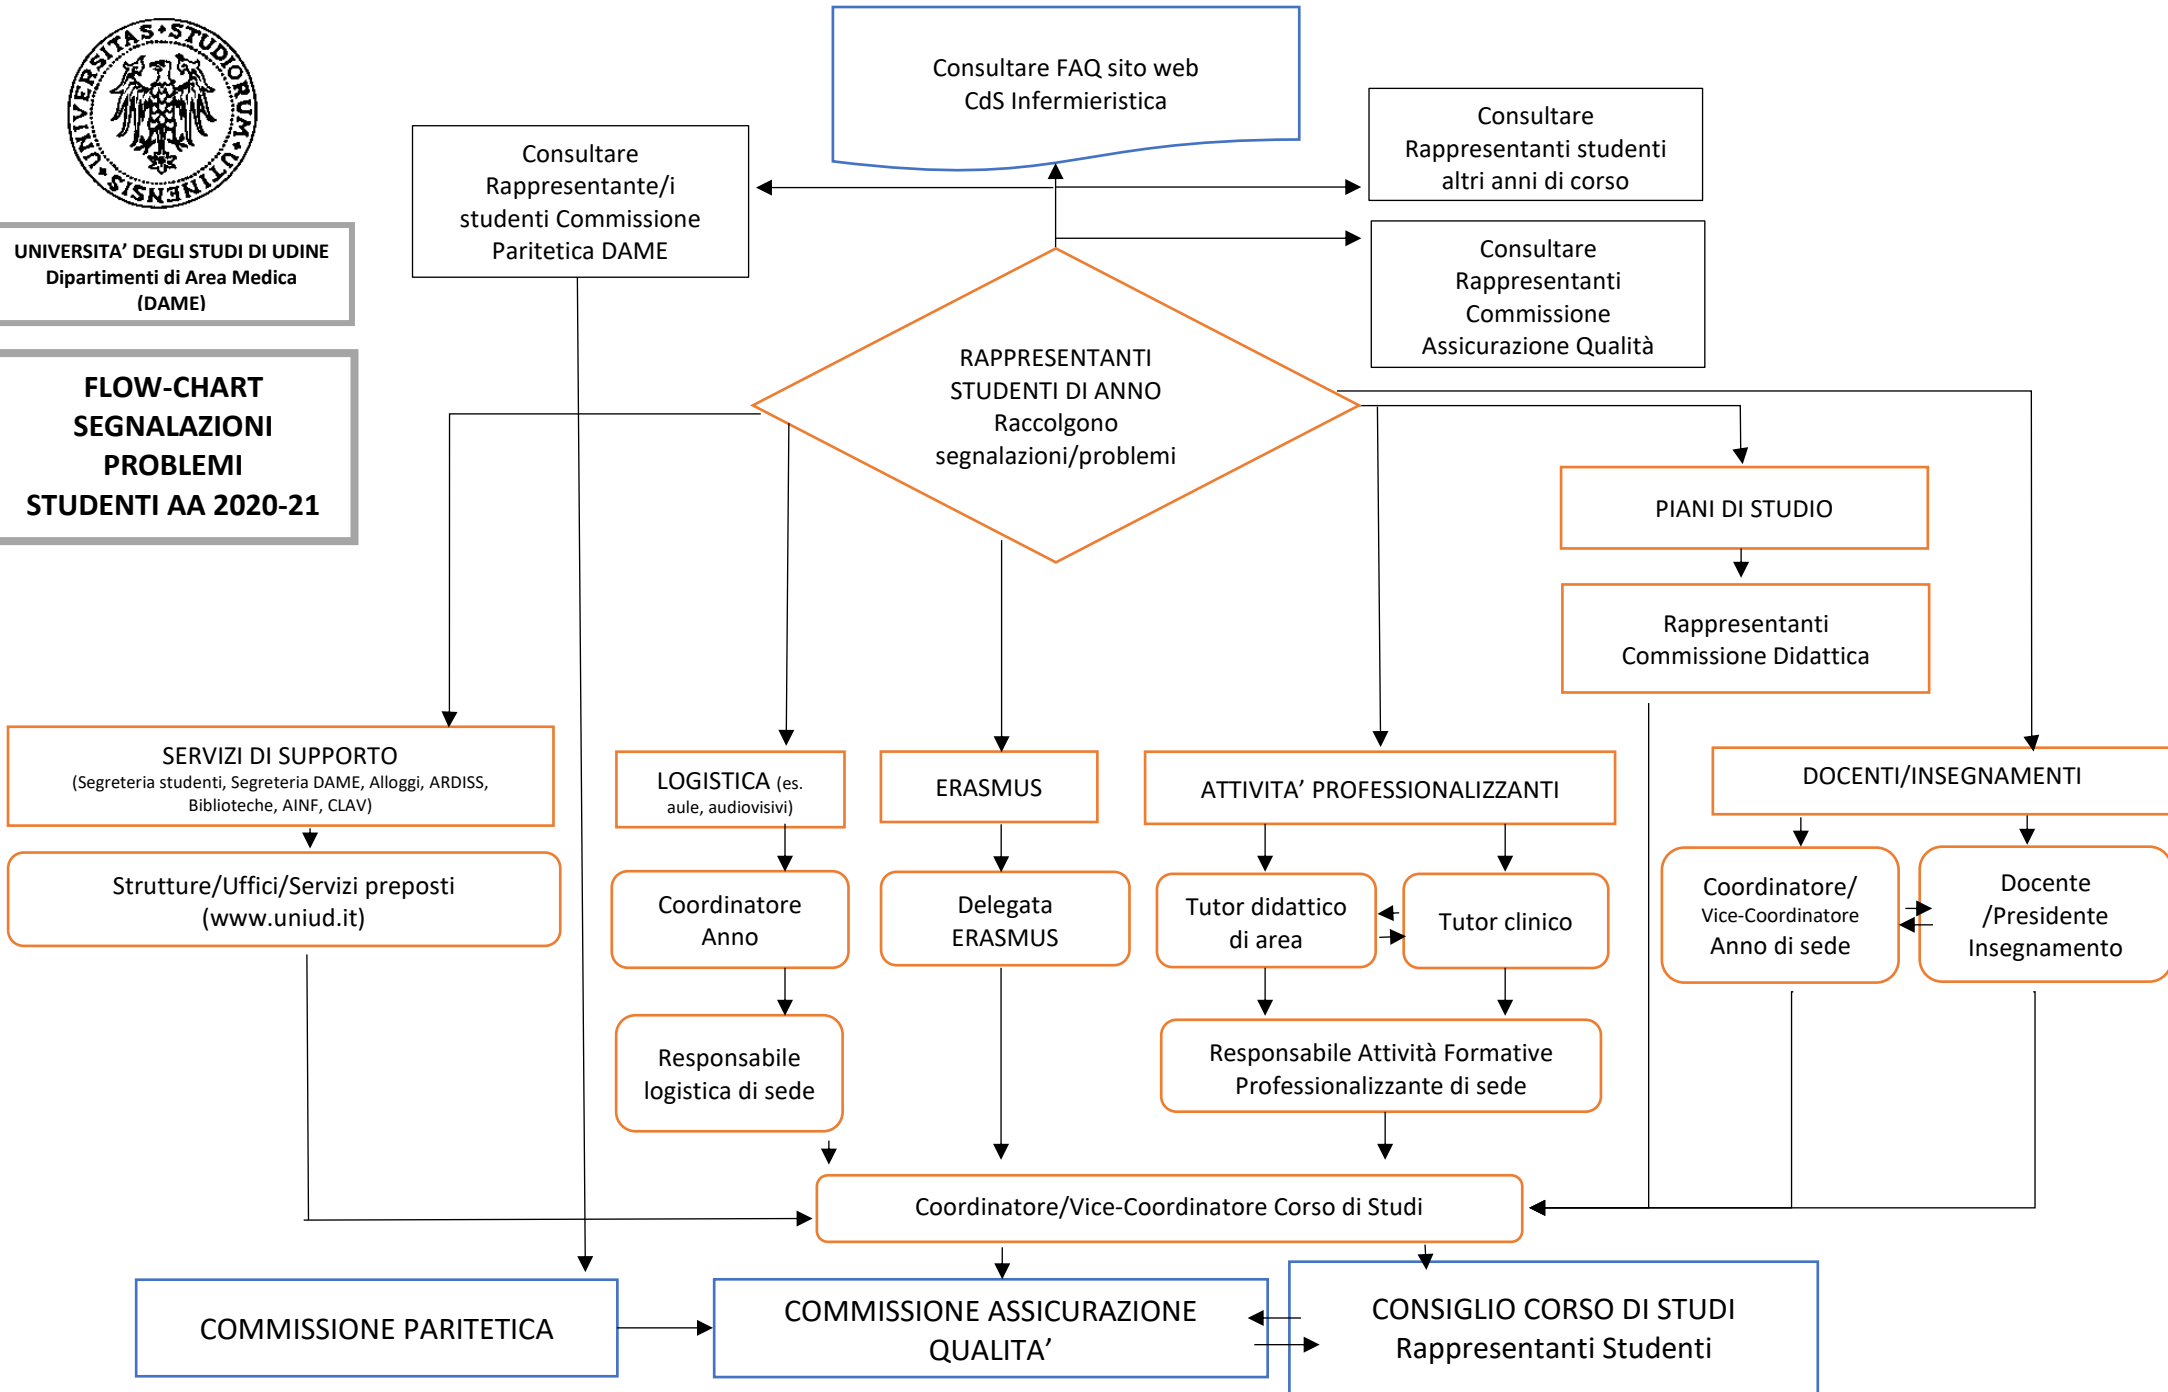 UNIVERSITAS • STUDIORUM • UTINENSIS •
UNIVERSITA’ DEGLI STUDI DI UDINE
Dipartimenti di Area Medica
(DAME)
FLOW-CHART
SEGNALAZIONI
PROBLEMI
STUDENTI AA 2020-21
Consultare FAQ sito web
CdS Infermieristica
Consultare
Rappresentante/i
studenti Commissione
Paritetica DAME
Consultare
Rappresentanti studenti
altri anni di corso
Consultare
Rappresentanti
Commissione
Assicurazione Qualità
RAPPRESENTANTI
STUDENTI DI ANNO
Raccolgono
segnalazioni/problemi
PIANI DI STUDIO
Rappresentanti
Commissione Didattica
SERVIZI DI SUPPORTO
(Segreteria studenti, Segreteria DAME, Alloggi, ARDISS,
Biblioteche, AINF, CLAV)
LOGISTICA (es.
aule, audiovisivi)
ERASMUS
ATTIVITA’ PROFESSIONALIZZANTI
DOCENTI/INSEGNAMENTI
Strutture/Uffici/Servizi preposti
(www.uniud.it)
Coordinatore
Anno
Delegata
ERASMUS
Tutor didattico
di area
Tutor clinico
Coordinatore/
Vice-Coordinatore
Anno di sede
Docente
/Presidente
Insegnamento
Responsabile
logistica di sede
Responsabile Attività Formative
Professionalizzante di sede
Coordinatore/Vice-Coordinatore Corso di Studi
COMMISSIONE PARITETICA
COMMISSIONE ASSICURAZIONE
QUALITA’
CONSIGLIO CORSO DI STUDI
Rappresentanti Studenti